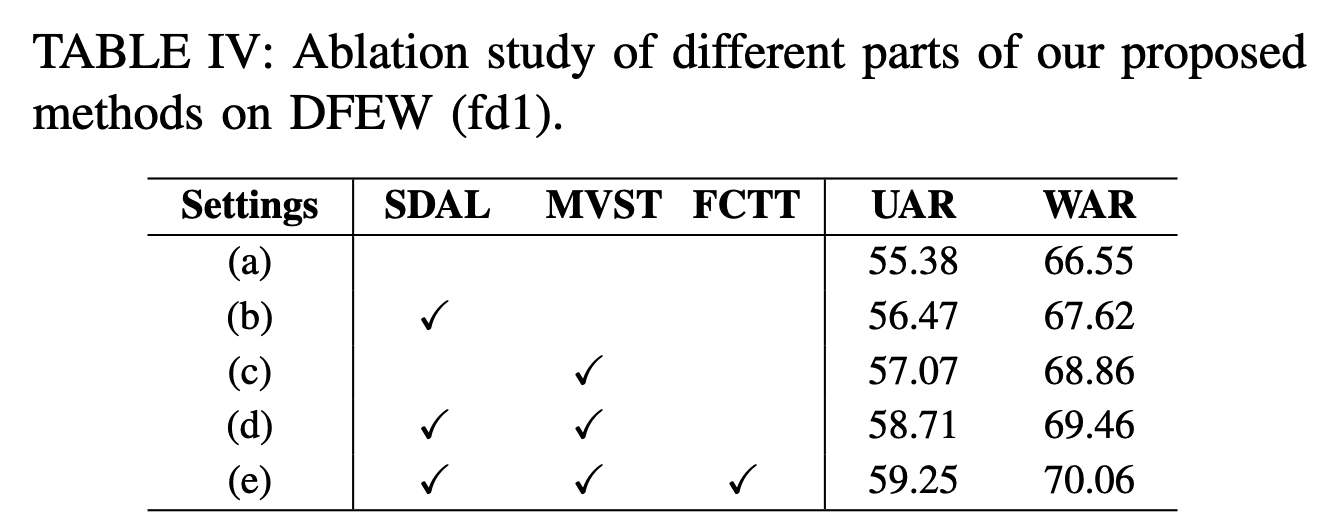 TABLE IV: Ablation study of different parts of our proposed
methods on DFEW (fd1).
Settings SDAL MVST FCTT UAR WAR
(a) 55.38 66.55
(b) ✓ 56.47 67.62
(c) ✓ 57.07 68.86
(d) ✓ ✓ 58.71 69.46
(e) ✓ ✓ ✓ 59.25 70.06